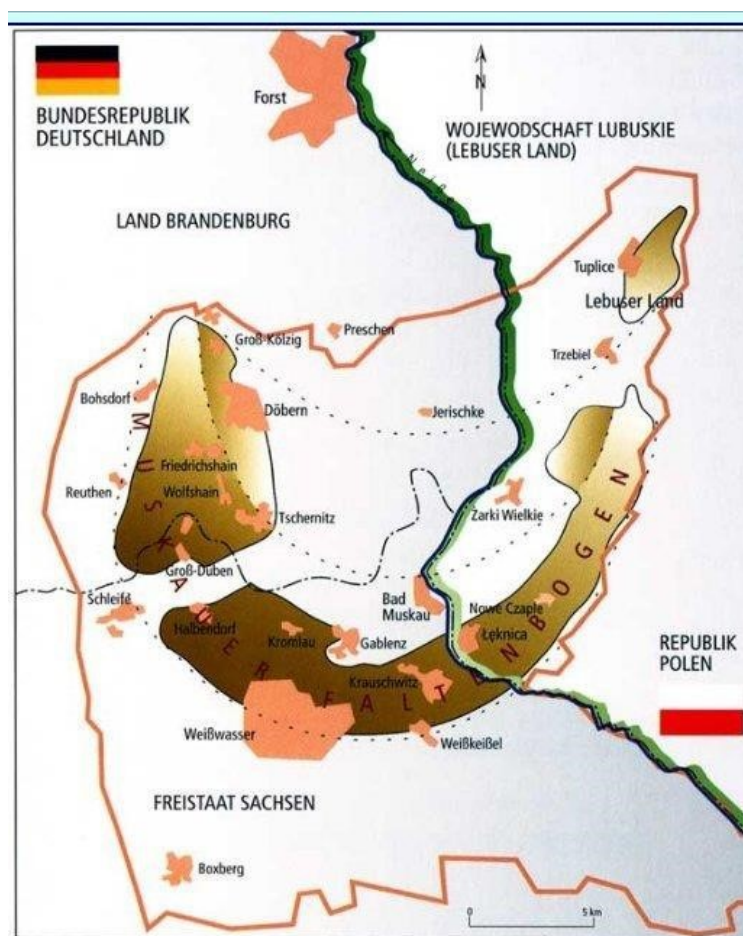 Forst
N
BUNDESREPUBLIK
DEUTSCHLAND
WOJEWODSCHAFT LUBUSKIE
(LEBUSER LAND)
Neiße
LAND BRANDENBURG
Tuplice
Lebuser Land
Preschen
Groß-Kölzig
Trzebiel
Bohsdorf
Döbern
Jerischke
Friedrichshain
Reuthen
Wolfshain
Zarki Wielkie
Tschernitz
Groß-Düben
Schleife
Bad
Muskau
Nowe Czaple
Halbendorf
Kromlau
Gablenz
Łęknica
MUSKAUER FALTENBOGEN
REPUBLIK
POLEN
Krauschwitz
Weißwasser
Weißkeißel
FREISTAAT SACHSEN
Boxberg
0 5 km